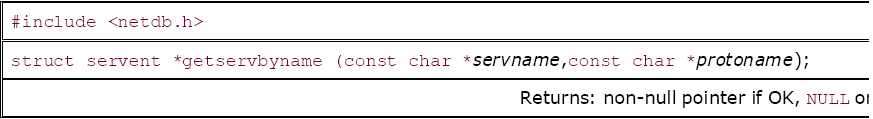 #include <netdb.h>
struct servent *getservbyname (const char *servname,const char *protoname);
Returns: non-null pointer if OK, NULL or